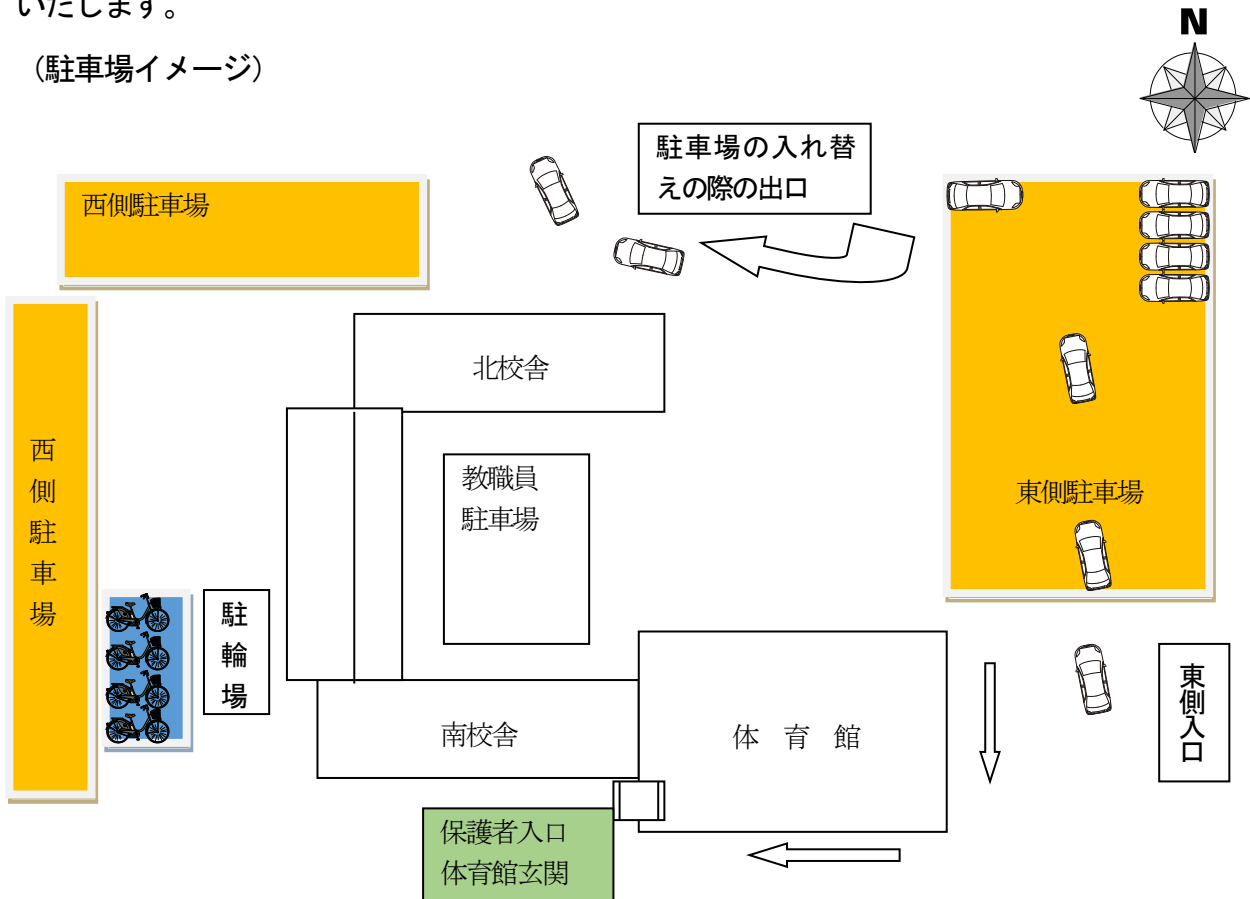 いたします。
(駐車場イメージ)
N
駐車場の入れ替
えの際の出口
西側駐車場
北校舎
西側駐車場
教職員
駐車場
東側駐車場
駐輪場
東側入口
南校舎
体 育 館
保護者入口
体育館玄関